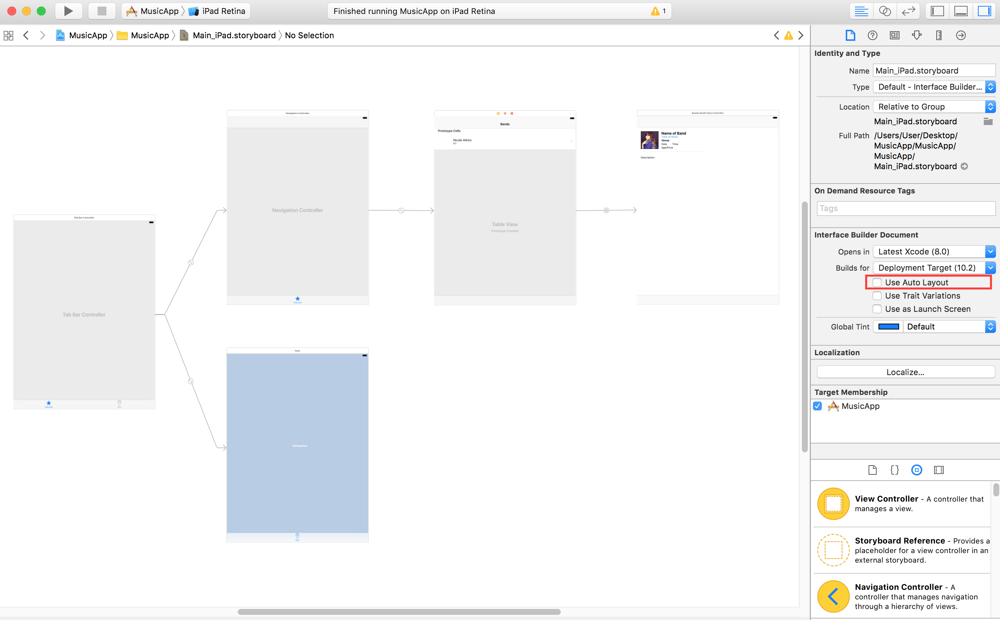 MusicApp
iPad Retina
Finished running MusicApp on iPad Retina
1
MusicApp
MusicApp
Main_iPad.storyboard
No Selection
Navigation Controller
Navigation Controller
Featured
Bands
Prototype Cells
Nicole Atkins
5/1
Table View
Prototype Content
Bands Detail View Controller
Name of Band
Type of Music
Venue
Date Time
Age/Price
Description
Tab Bar Controller
Tab Bar Controller
Featured
Item
Item
MKMapView
Item
Identity and Type
Name Main_iPad.storyboard
Type Default - Interface Builder...
Location Relative to Group
Main_iPad.storyboard
Full Path /Users/User/Desktop/
MusicApp/MusicApp/
MusicApp/
Main_iPad.storyboard
On Demand Resource Tags
Tags
Interface Builder Document
Opens in Latest Xcode (8.0)
Builds for Deployment Target (10.2)
Use Auto Layout
Use Trait Variations
Use as Launch Screen
Global Tint Default
Localization
Localize...
Target Membership
MusicApp
View Controller - A controller that
manages a view.
Storyboard Reference - Provides a
placeholder for a view controller in an
external storyboard.
Navigation Controller - A
controller that manages navigation
through a hierarchy of views.